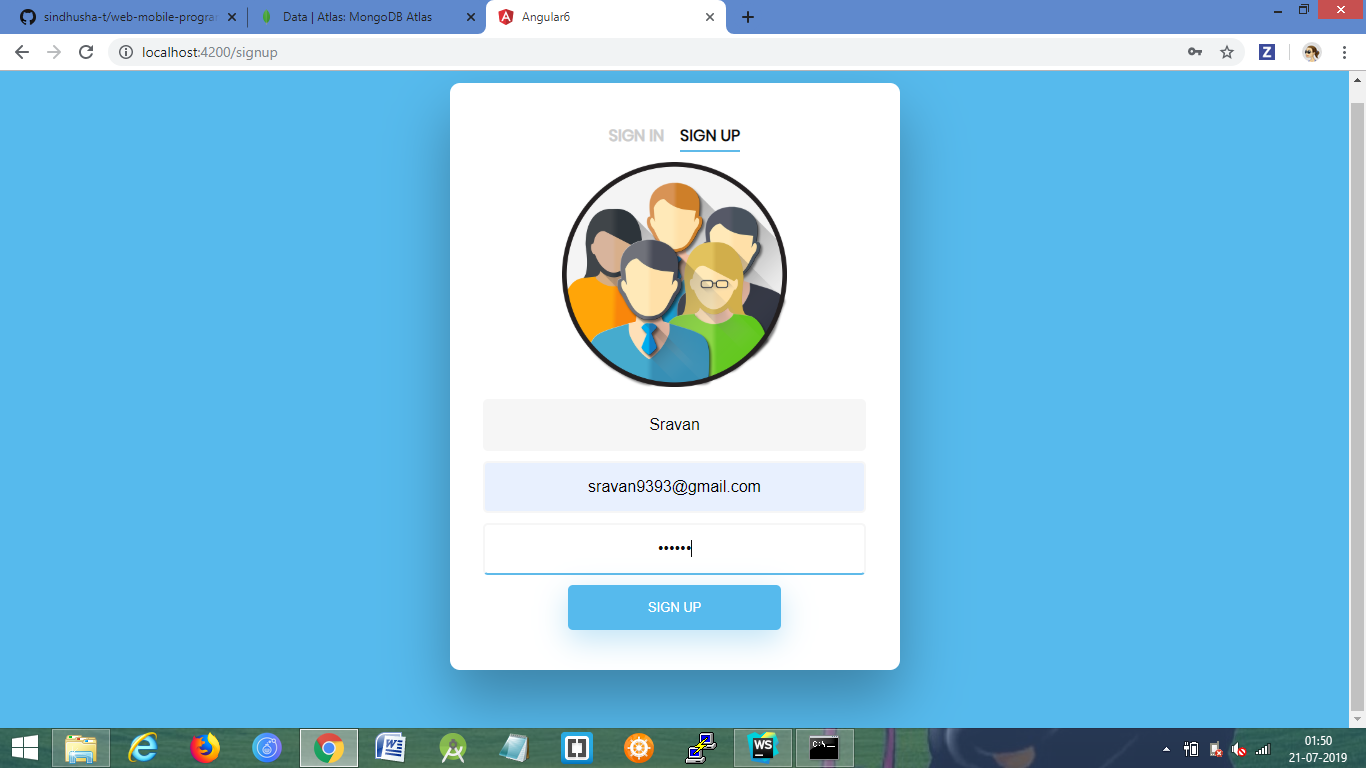 sindhusha-t/web-mobile-progra
Data | Atlas: MongoDB Atlas
Angular6
localhost:4200/signup
Z
SIGN IN SIGN UP
Sravan
sravan9393@gmail.com
••••••
SIGN UP
W
WS
C:\_
01:50
21-07-2019